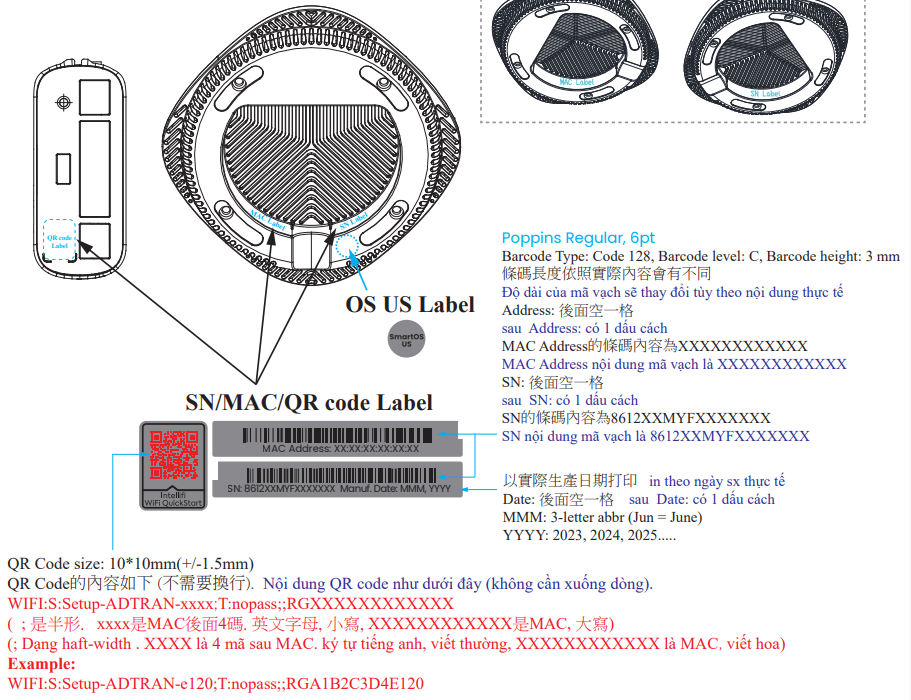 MAC Label
SN Label
QR code
Label
MAC Label
SN Label
OS US Label
SmartOS
US
SN/MAC/QR code Label
MAC Address: XX:XX:XX:XX:XX:XX
SN: 8612XXMYFXXXXXXX Manuf. Date: MMM, YYYY
Intellifi
WiFi QuickStart
Poppins Regular, 6pt
Barcode Type: Code 128, Barcode level: C, Barcode height: 3 mm
條碼長度依照實際內容會有不同
Độ dài của mã vạch sẽ thay đổi tùy theo nội dung thực tế
Address: 後面空一格
sau Address: có 1 dấu cách
MAC Address的條碼內容為XXXXXXXXXXXX
MAC Address nội dung mã vạch là XXXXXXXXXXXX
SN: 後面空一格
sau SN: có 1 dấu cách
SN的條碼內容為8612XXMYFXXXXXXX
SN nội dung mã vạch là 8612XXMYFXXXXXXX
以實際生產日期打印 in theo ngày sx thực tế
Date: 後面空一格 sau Date: có 1 dấu cách
MMM: 3-letter abbr (Jun = June)
YYYY: 2023, 2024, 2025.....
QR Code size: 10*10mm(+/-1.5mm)
QR Code的內容如下 (不需要換行). Nội dung QR code như dưới đây (không cần xuống dòng).
WIFI:S:Setup-ADTRAN-xxxx;T:nopass;;RGXXXXXXXXXXXX
( ; 是半形. xxxx是MAC後面4碼. 英文字母, 小寫, XXXXXXXXXXXX是MAC, 大寫)
(; Dạng haft-width . XXXX là 4 mã sau MAC. ký tự tiếng anh, viết thường, XXXXXXXXXXXX là MAC, viết hoa)
Example:
WIFI:S:Setup-ADTRAN-e120;T:nopass;;RGA1B2C3D4E120